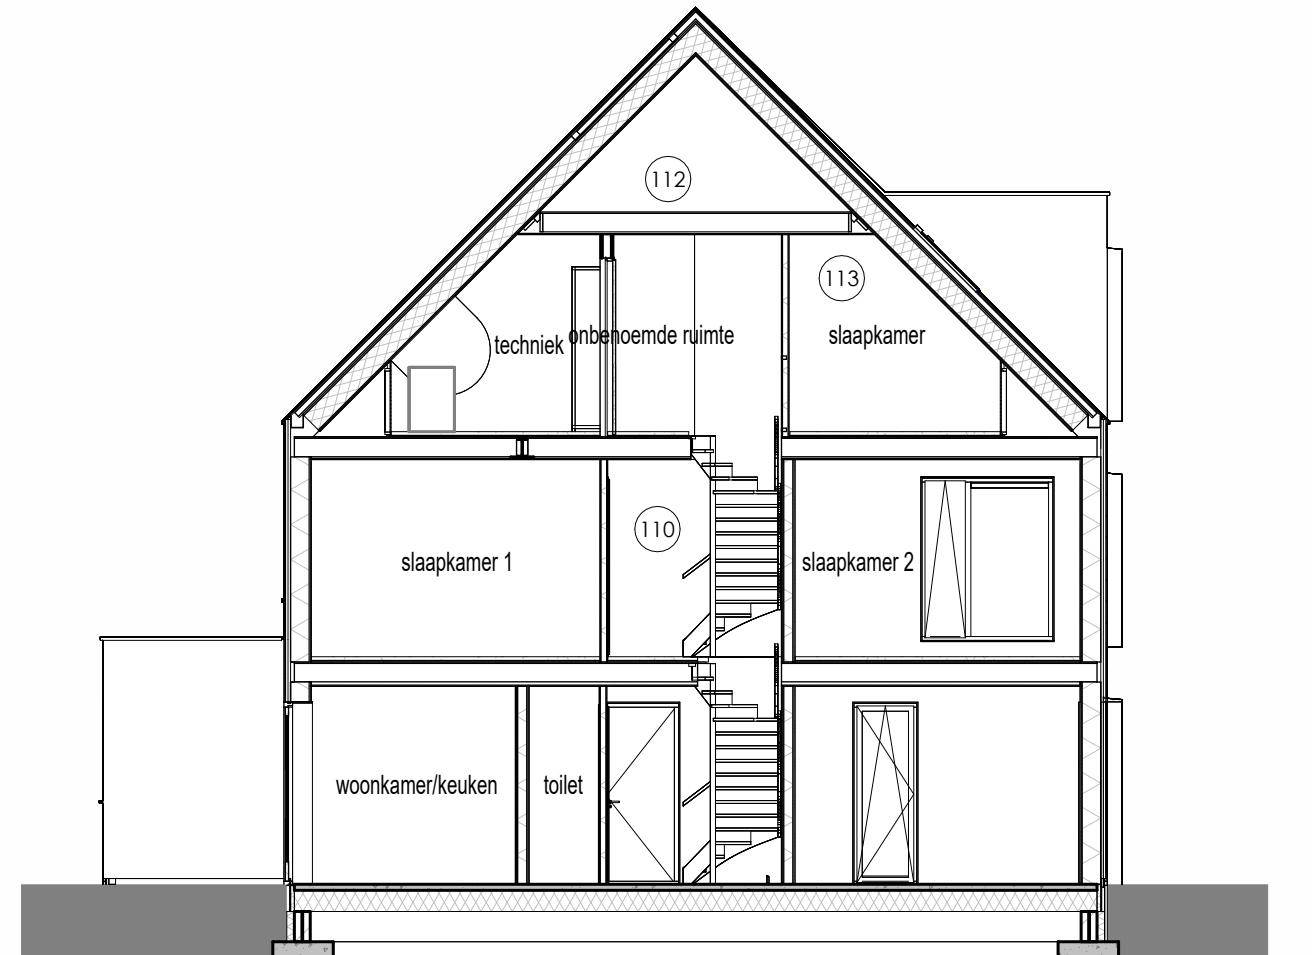 112
113
techniek
onbenoemde ruimte
slaapkamer
110
slaapkamer 1
slaapkamer 2
woonkamer/keuken
toilet